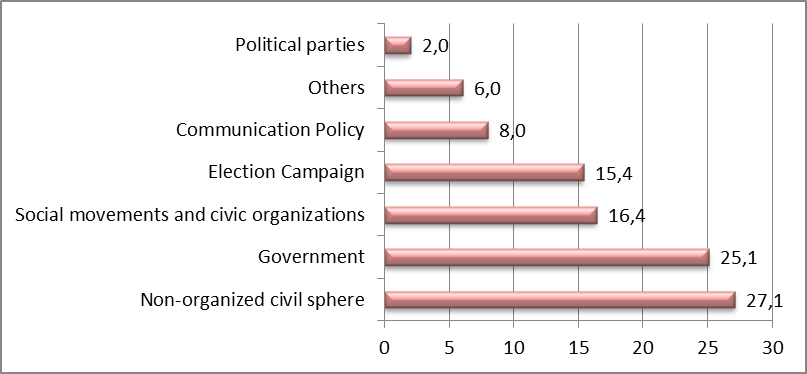 Political parties 2,0
Others 6,0
Communication Policy 8,0
Election Campaign 15,4
Social movements and civic organizations 16,4
Government 25,1
Non-organized civil sphere 27,1
0 5 10 15 20 25 30